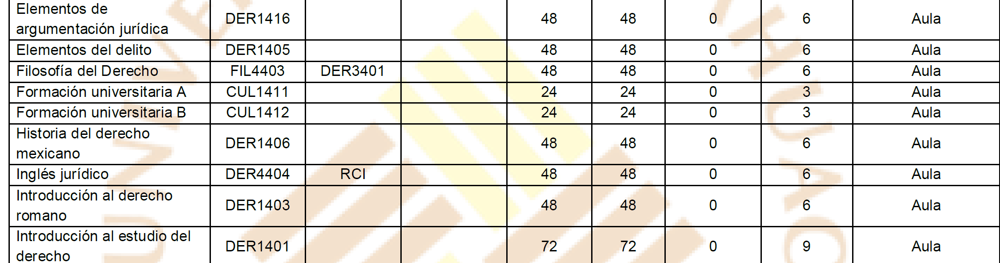 Elementos de
argumentación jurídica DER1416 48 48 0 6 Aula
Elementos del delito DER1405 48 48 0 6 Aula
Filosofía del Derecho FIL4403 DER3401 48 48 0 6 Aula
Formación universitaria A CUL1411 24 24 0 3 Aula
Formación universitaria B CUL1412 24 24 0 3 Aula
Historia del derecho
mexicano DER1406 48 48 0 6 Aula
Inglés jurídico DER4404 RCI 48 48 0 6 Aula
Introducción al derecho
romano DER1403 48 48 0 6 Aula
Introducción al estudio del
derecho DER1401 72 72 0 9 Aula